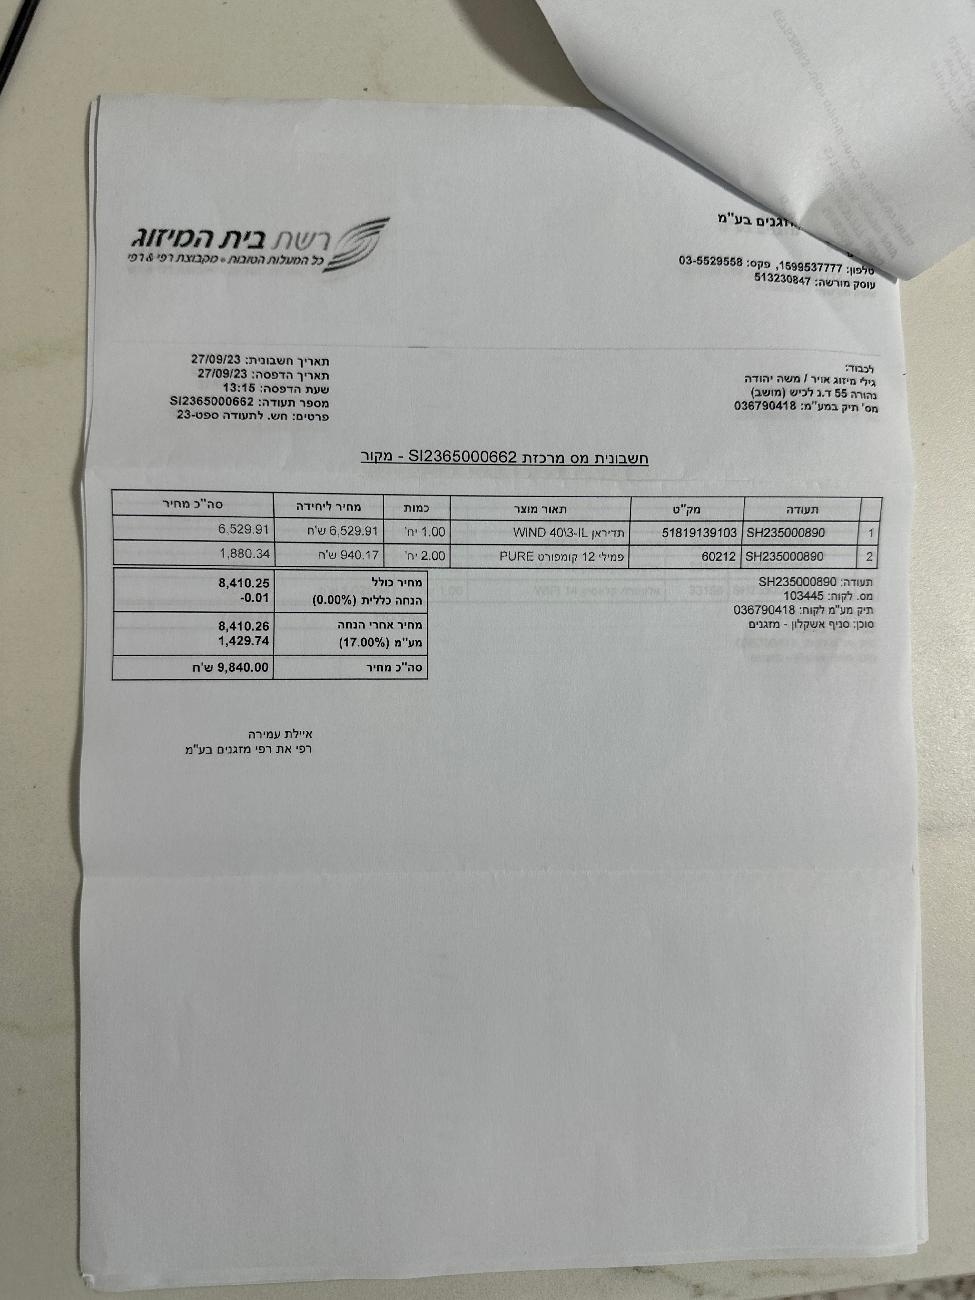 רשת בית המיזוג
כל המעלות הטובות • מקבוצת רפי & רפי
מזגנים בע"מ
טלפון: 1599537777, פקס: 03-5529558
עוסק מורשה: 513230847
תאריך חשבונית: 27/09/23
תאריך הדפסה: 27/09/23
שעת הדפסה: 13:15
מספר תעודה: SI2365000662
פרטים: חש. לתעודה ספט-23
לכבוד:
גילי מיזוג אויר / משה יהודה
נהורה 55 ד.נ לכיש (מושב)
מס' תיק במע"מ: 036790418
חשבונית מס מרכזת SI2365000662 - מקור
תעודה מק"ט תאור מוצר כמות מחיר ליחידה סה"כ מחיר
1 SH235000890 51819139103 תדיראן WIND 40\3-IL 1.00 יח' 6,529.91 ש"ח 6,529.91
2 SH235000890 60212 פמילי 12 קומפורט PURE 2.00 יח' 940.17 ש"ח 1,880.34
מחיר כולל 8,410.25
הנחה כללית (0.00%) -0.01
מחיר אחרי הנחה 8,410.26
מע"מ (17.00%) 1,429.74
סה"כ מחיר 9,840.00 ש"ח
תעודה: SH235000890
מס. לקוח: 103445
תיק מע"מ לקוח: 036790418
סוכן: סניף אשקלון - מזגנים
איילת עמירה
רפי את רפי מזגנים בע"מ